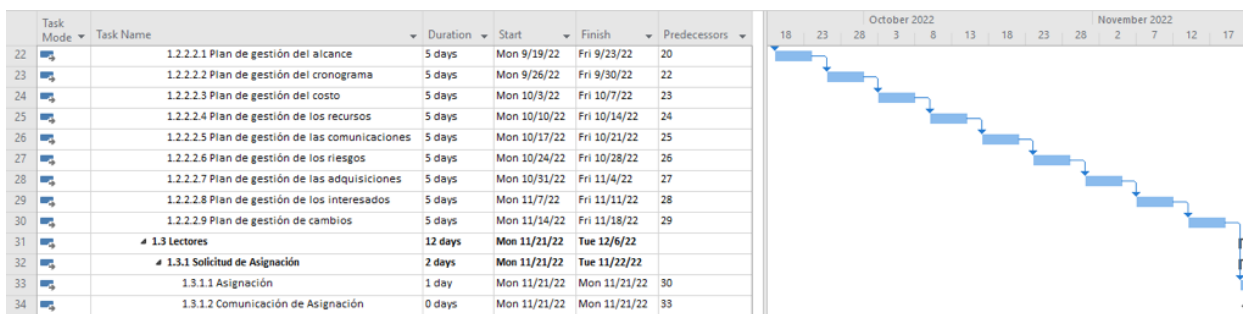 Task Mode Task Name Duration Start Finish Predecessors
October 2022 November 2022
18 23 28 3 8 13 18 23 28 2 7 12 17
22 1.2.2.2.1 Plan de gestión del alcance 5 days Mon 9/19/22 Fri 9/23/22 20
23 1.2.2.2.2 Plan de gestión del cronograma 5 days Mon 9/26/22 Fri 9/30/22 22
24 1.2.2.2.3 Plan de gestión del costo 5 days Mon 10/3/22 Fri 10/7/22 23
25 1.2.2.2.4 Plan de gestión de los recursos 5 days Mon 10/10/22 Fri 10/14/22 24
26 1.2.2.2.5 Plan de gestión de las comunicaciones 5 days Mon 10/17/22 Fri 10/21/22 25
27 1.2.2.2.6 Plan de gestión de los riesgos 5 days Mon 10/24/22 Fri 10/28/22 26
28 1.2.2.2.7 Plan de gestión de las adquisiciones 5 days Mon 10/31/22 Fri 11/4/22 27
29 1.2.2.2.8 Plan de gestión de los interesados 5 days Mon 11/7/22 Fri 11/11/22 28
30 1.2.2.2.9 Plan de gestión de cambios 5 days Mon 11/14/22 Fri 11/18/22 29
31 1.3 Lectores 12 days Mon 11/21/22 Tue 12/6/22
32 1.3.1 Solicitud de Asignación 2 days Mon 11/21/22 Tue 11/22/22
33 1.3.1.1 Asignación 1 day Mon 11/21/22 Mon 11/21/22 30
34 1.3.1.2 Comunicación de Asignación 0 days Mon 11/21/22 Mon 11/21/22 33